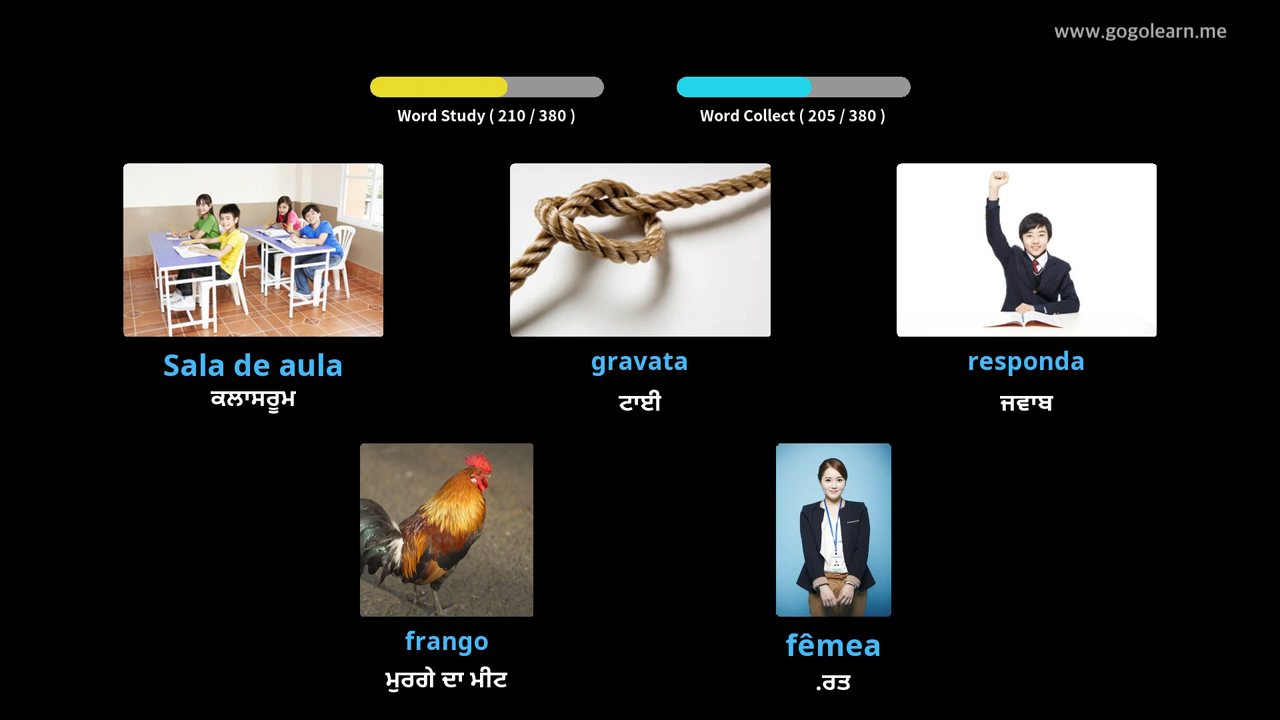 www.gogolearn.me
Word Study ( 210 / 380 )
Word Collect ( 205 / 380 )
Sala de aula
ਕਲਾਸਰੂਮ
gravata
ਟਾਈ
responda
ਜਵਾਬ
frango
ਮੁਰਗੇ ਦਾ ਮੀਟ
fêmea
.ਰਤ